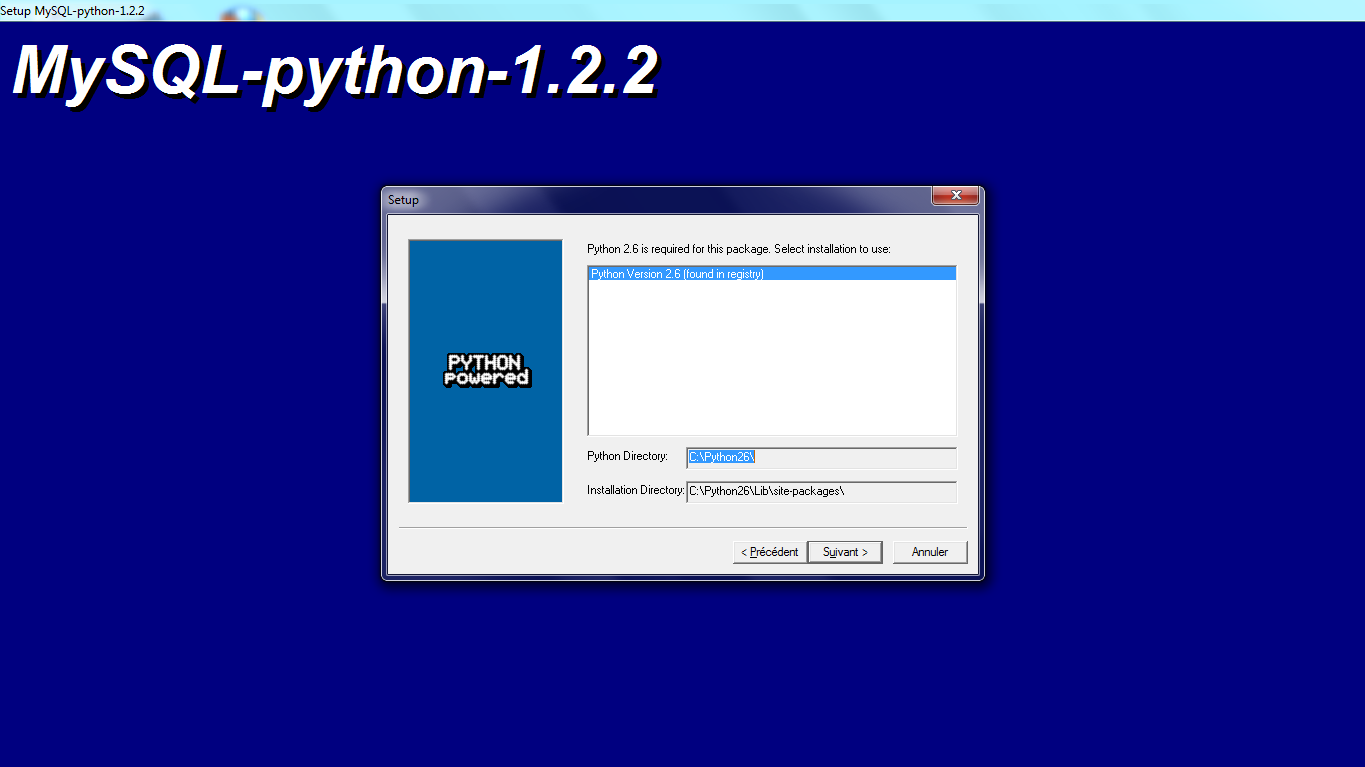 Setup MySQL-python-1.2.2
MySQL-python-1.2.2
Setup
Python 2.6 is required for this package. Select installation to use:
Python Version 2.6 (found in registry)
PYTHON
powered
Python Directory: C:\Python26\
Installation Directory: C:\Python26\Lib\site-packages\
< Précédent Suivant > Annuler